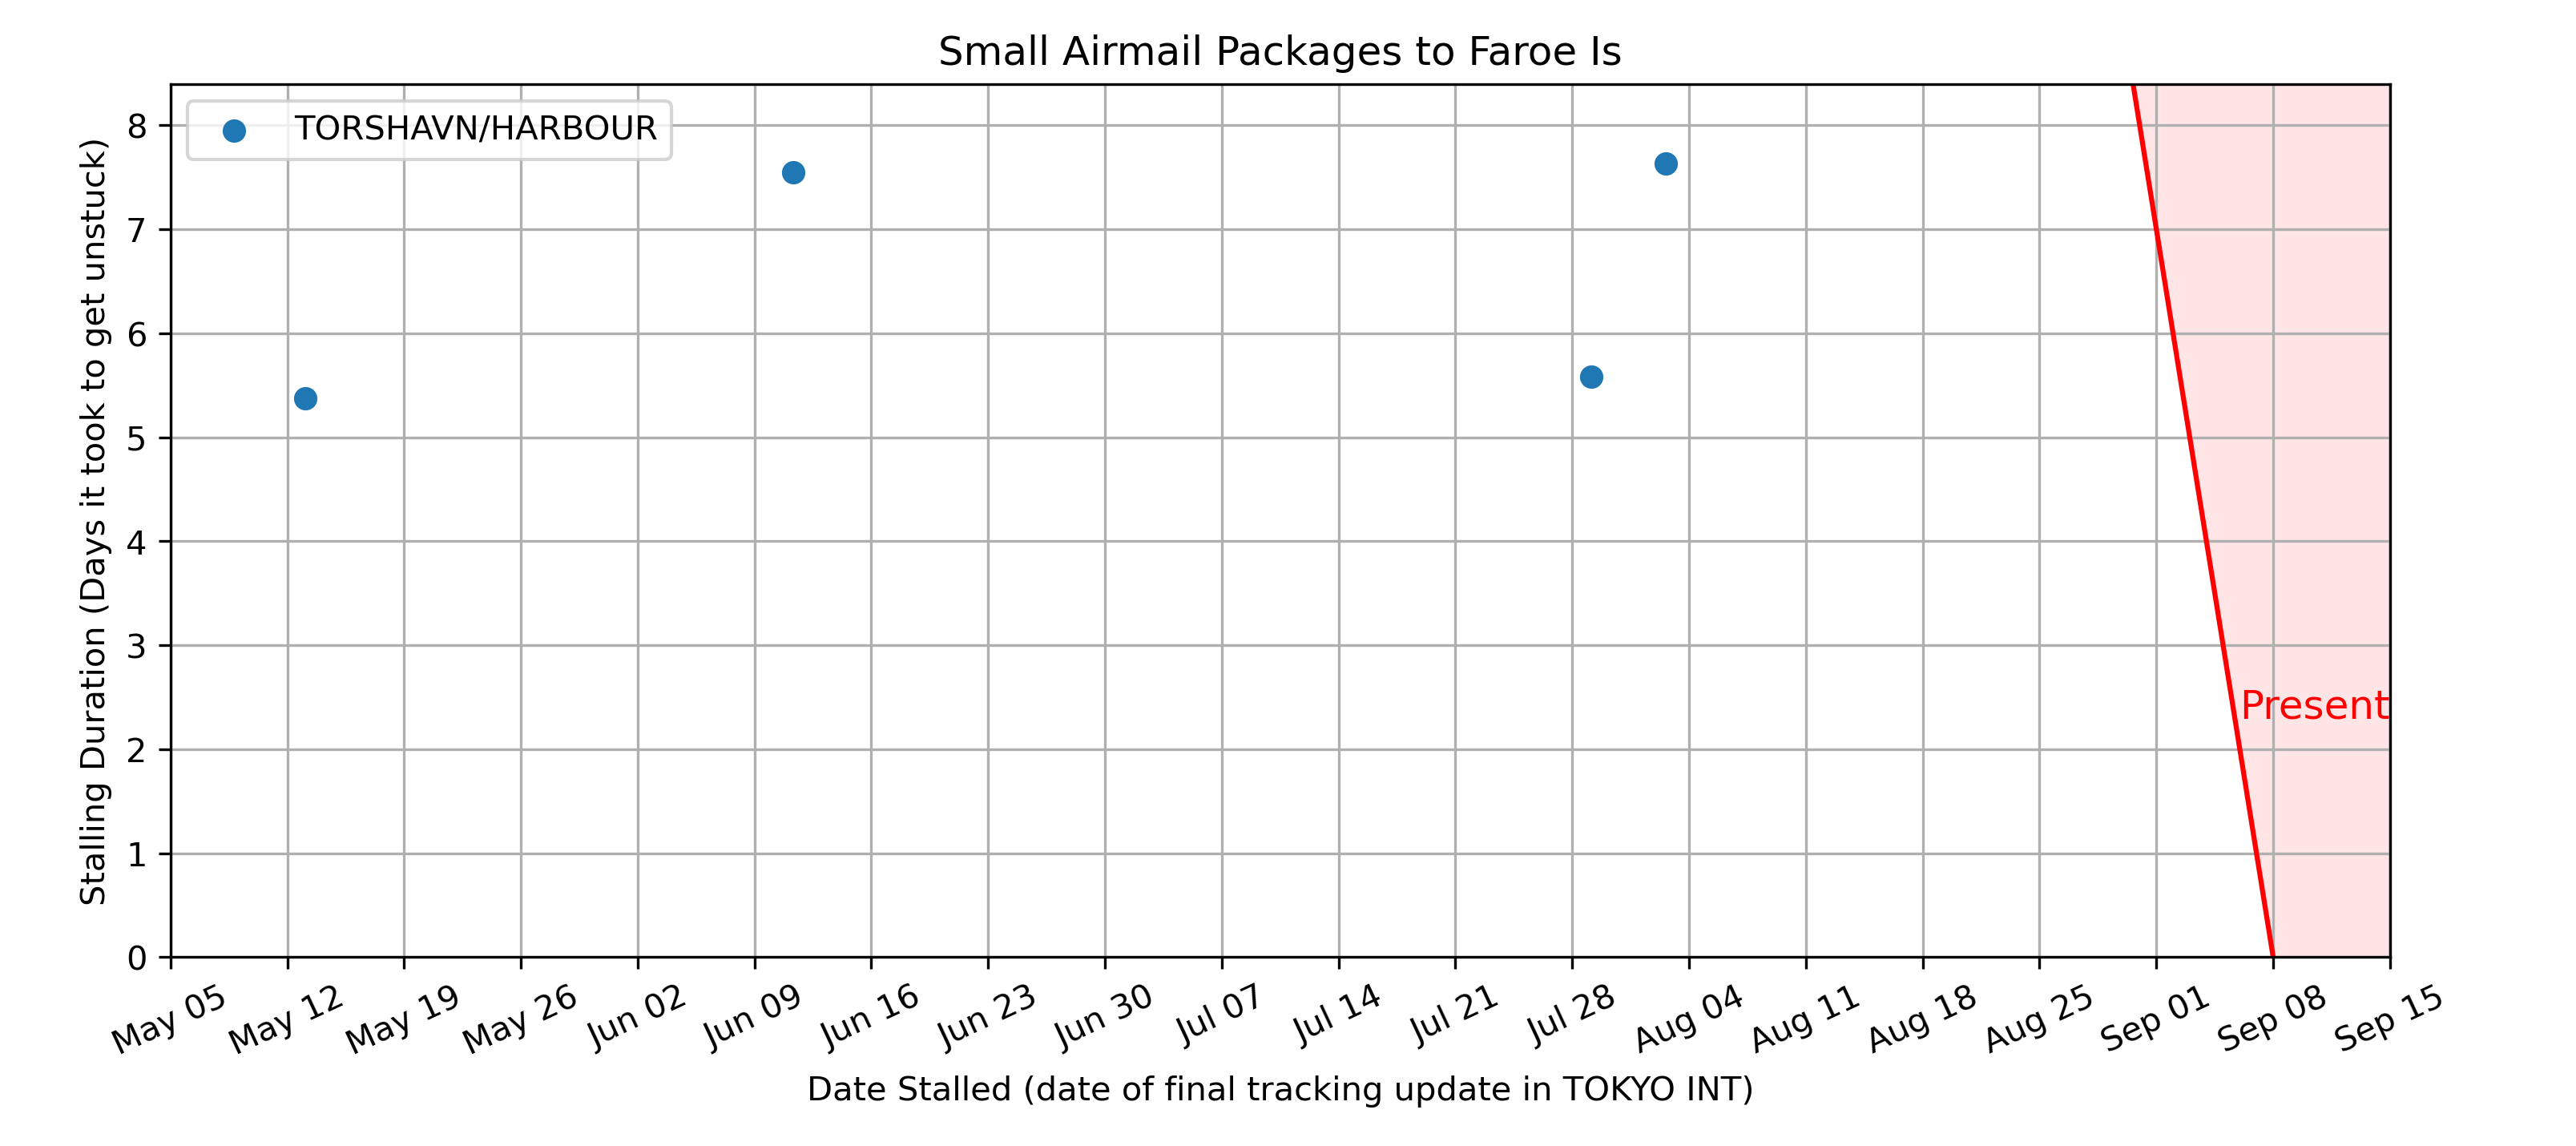 Small Airmail Packages to Faroe Is
TORSHAVN/HARBOUR
Stalling Duration (Days it took to get unstuck)
8
7
6
5
4
3
2
1
0
Present
May 05
May 12
May 19
May 26
Jun 02
Jun 09
Jun 16
Jun 23
Jun 30
Jul 07
Jul 14
Jul 21
Jul 28
Aug 04
Aug 11
Aug 18
Aug 25
Sep 01
Sep 08
Sep 15
Date Stalled (date of final tracking update in TOKYO INT)